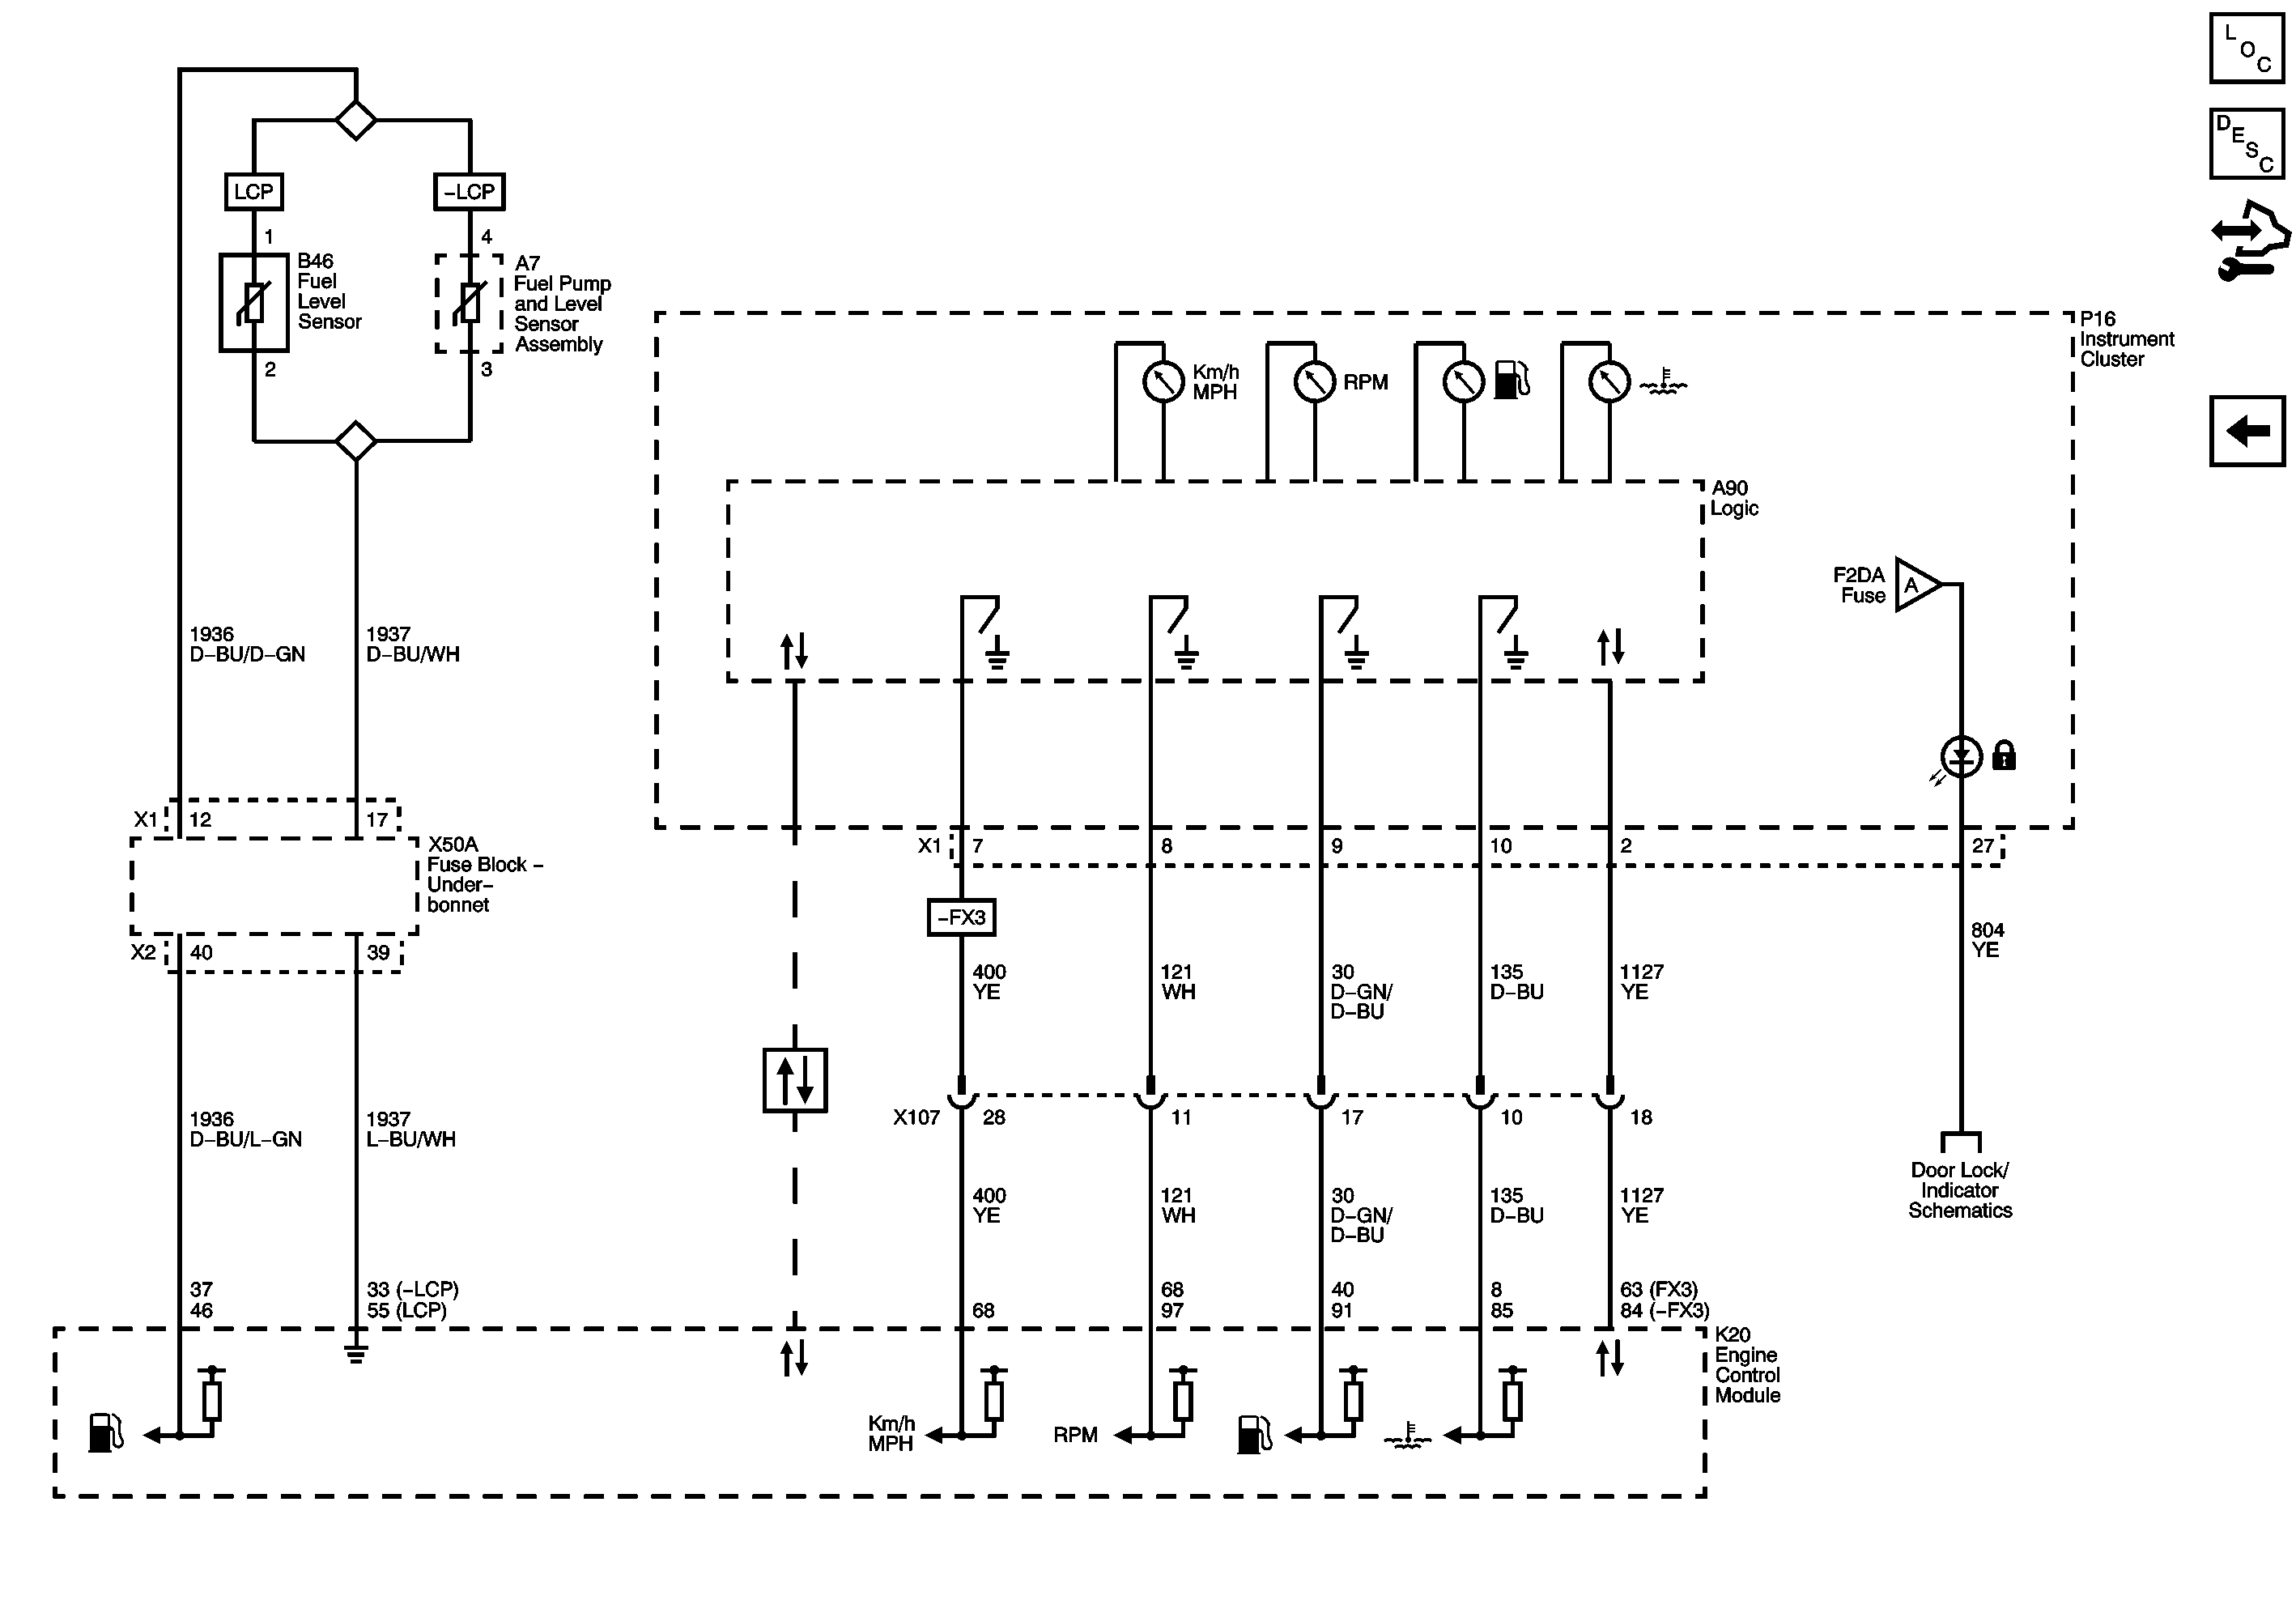 L O C
D E S C
LCP
-LCP
1
4
B46
Fuel
Level
Sensor
A7
Fuel Pump
and Level
Sensor
Assembly
2
3
P16
Instrument
Cluster
Km/h
MPH
RPM
A90
Logic
F2DA
Fuse
A
1936
D-BU/D-GN
1937
D-BU/WH
X1
12
17
X50A
Fuse Block -
Under-
bonnet
X2
40
39
X1
7
8
9
10
2
27
-FX3
400
YE
121
WH
30
D-GN/
D-BU
135
D-BU
1127
YE
804
YE
1936
D-BU/L-GN
1937
L-BU/WH
X107
28
11
17
10
18
Door Lock/
Indicator
Schematics
400
YE
121
WH
30
D-GN/
D-BU
135
D-BU
1127
YE
37
46
33 (-LCP)
55 (LCP)
68
68
97
40
91
8
85
63 (FX3)
84 (-FX3)
K20
Engine
Control
Module
Km/h
MPH
RPM